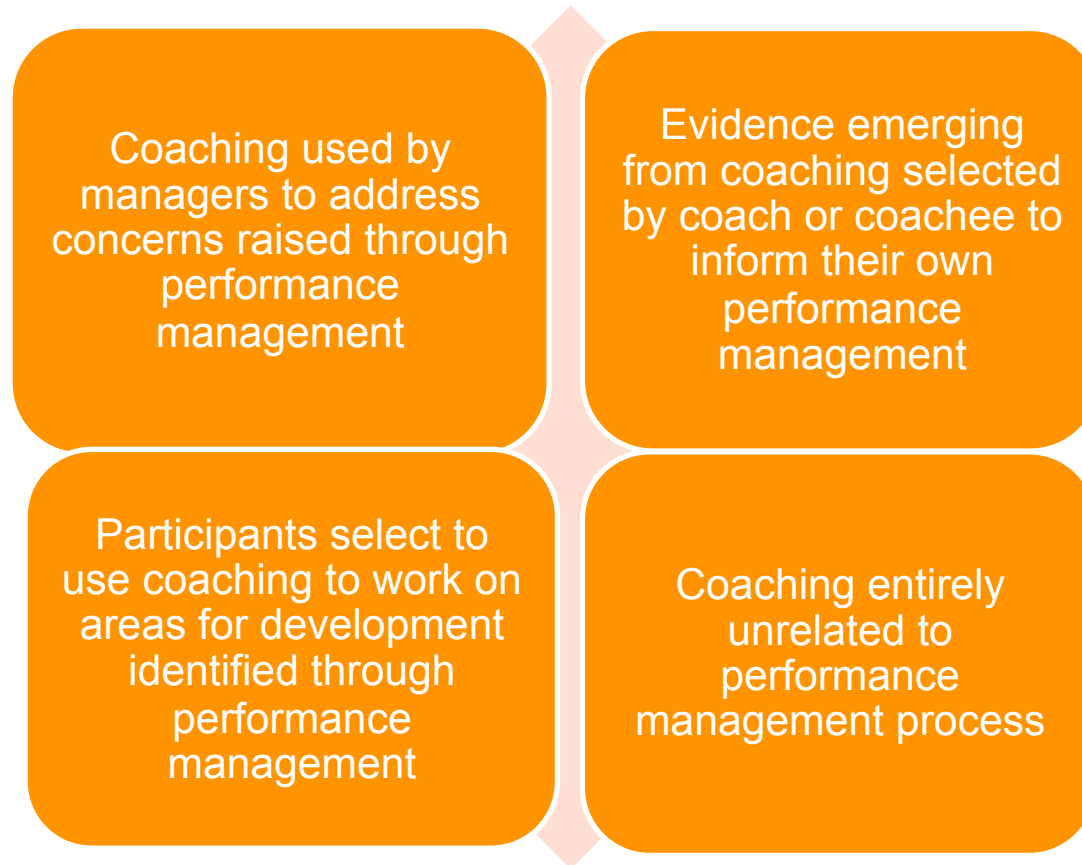 Coaching used by
managers to address
concerns raised through
performance
management
Evidence emerging
from coaching selected
by coach or coachee to
inform their own
performance
management
Participants select to
use coaching to work on
areas for development
identified through
performance
management
Coaching entirely
unrelated to
performance
management process